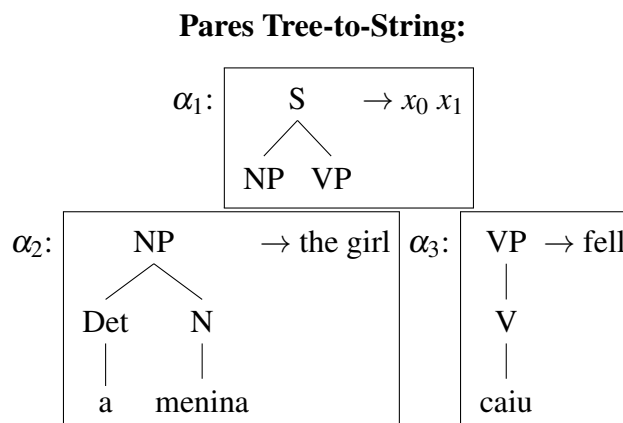 Pares Tree-to-String:
α₁: S → x₀ x₁
NP VP
α₂: NP → the girl α₃: VP → fell
Det N V
a menina caiu